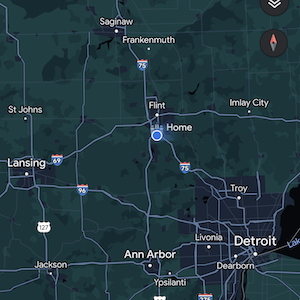 Saginaw
Frankenmuth
75
St Johns
Flint
Imlay City
Home
Lansing
69
75
96
Troy
127
Livonia
Detroit
Ann Arbor
Jackson
Dearborn
Ypsilanti
275